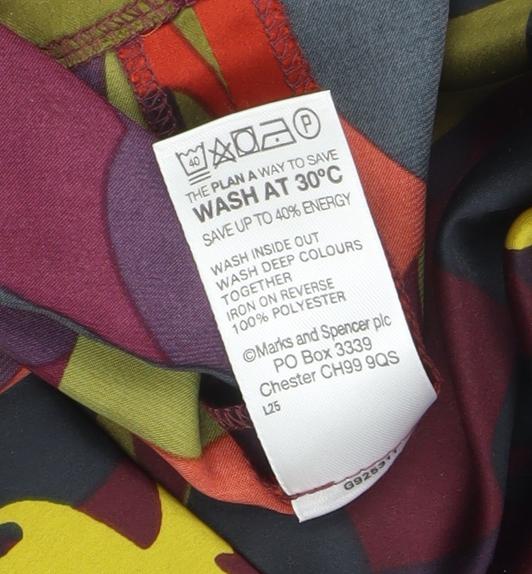 40 P
THE PLAN A WAY TO SAVE
WASH AT 30ºC
SAVE UP TO 40% ENERGY
WASH INSIDE OUT
WASH DEEP COLOURS
TOGETHER
IRON ON REVERSE
100% POLYESTER
©Marks and Spencer plc
PO Box 3339
Chester CH99 9QS
L25